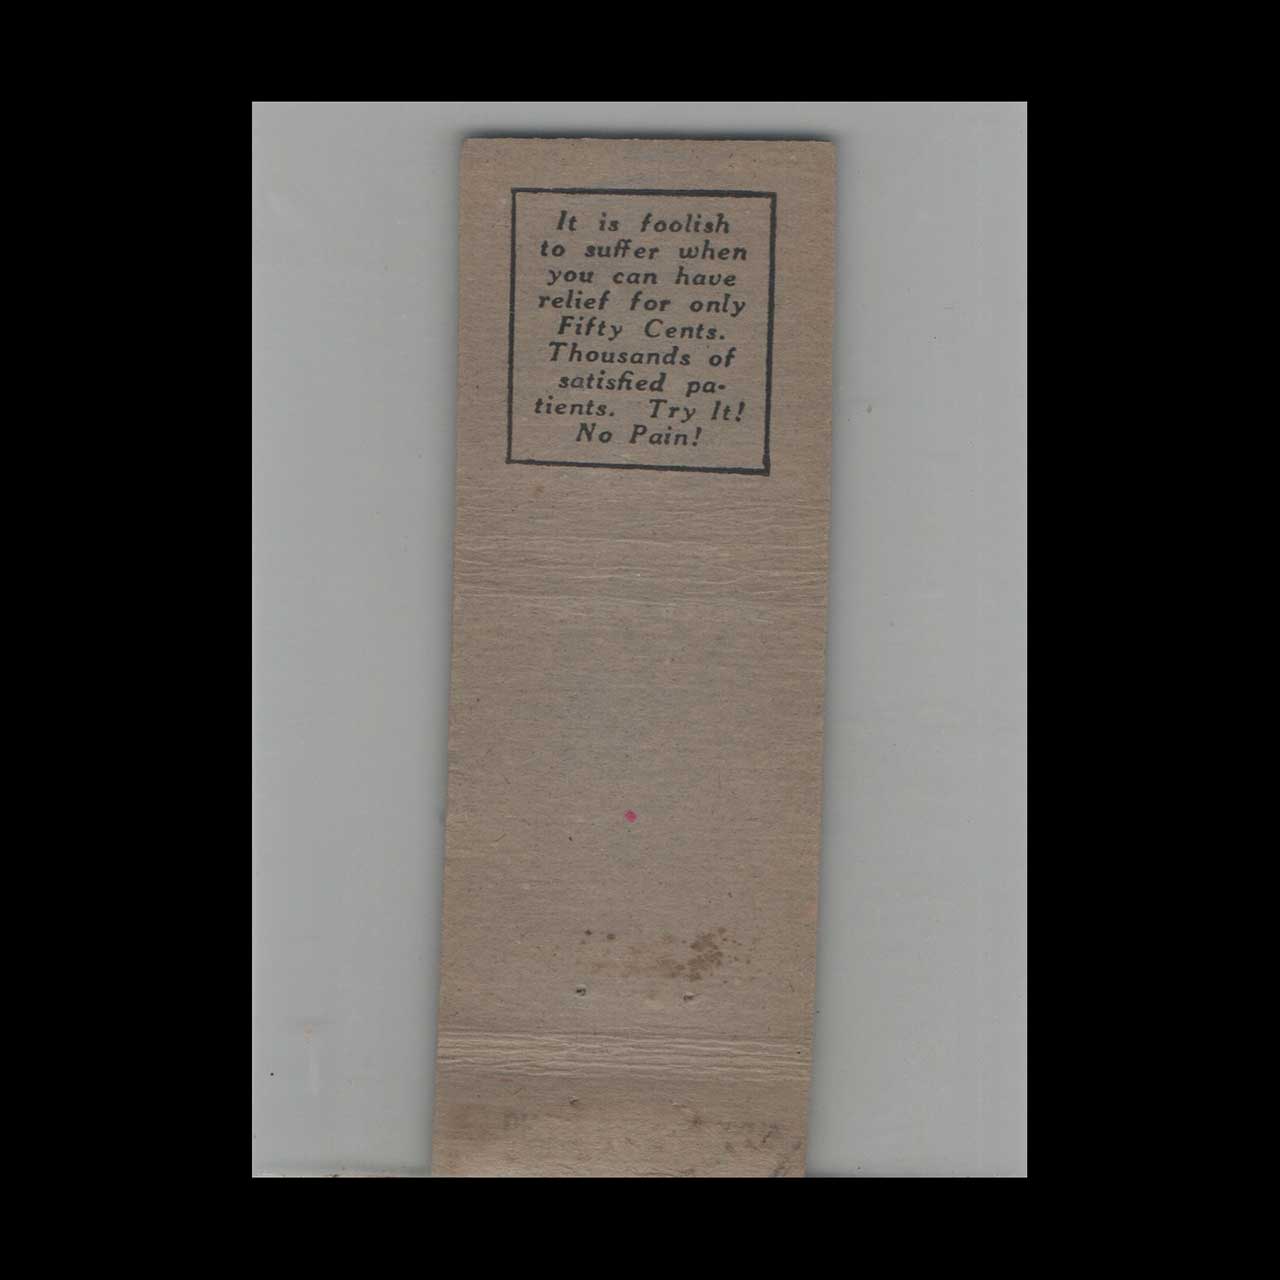 It is foolish
to suffer when
you can have
relief for only
Fifty Cents.
Thousands of
satisfied pa-
tients. Try It!
No Pain!